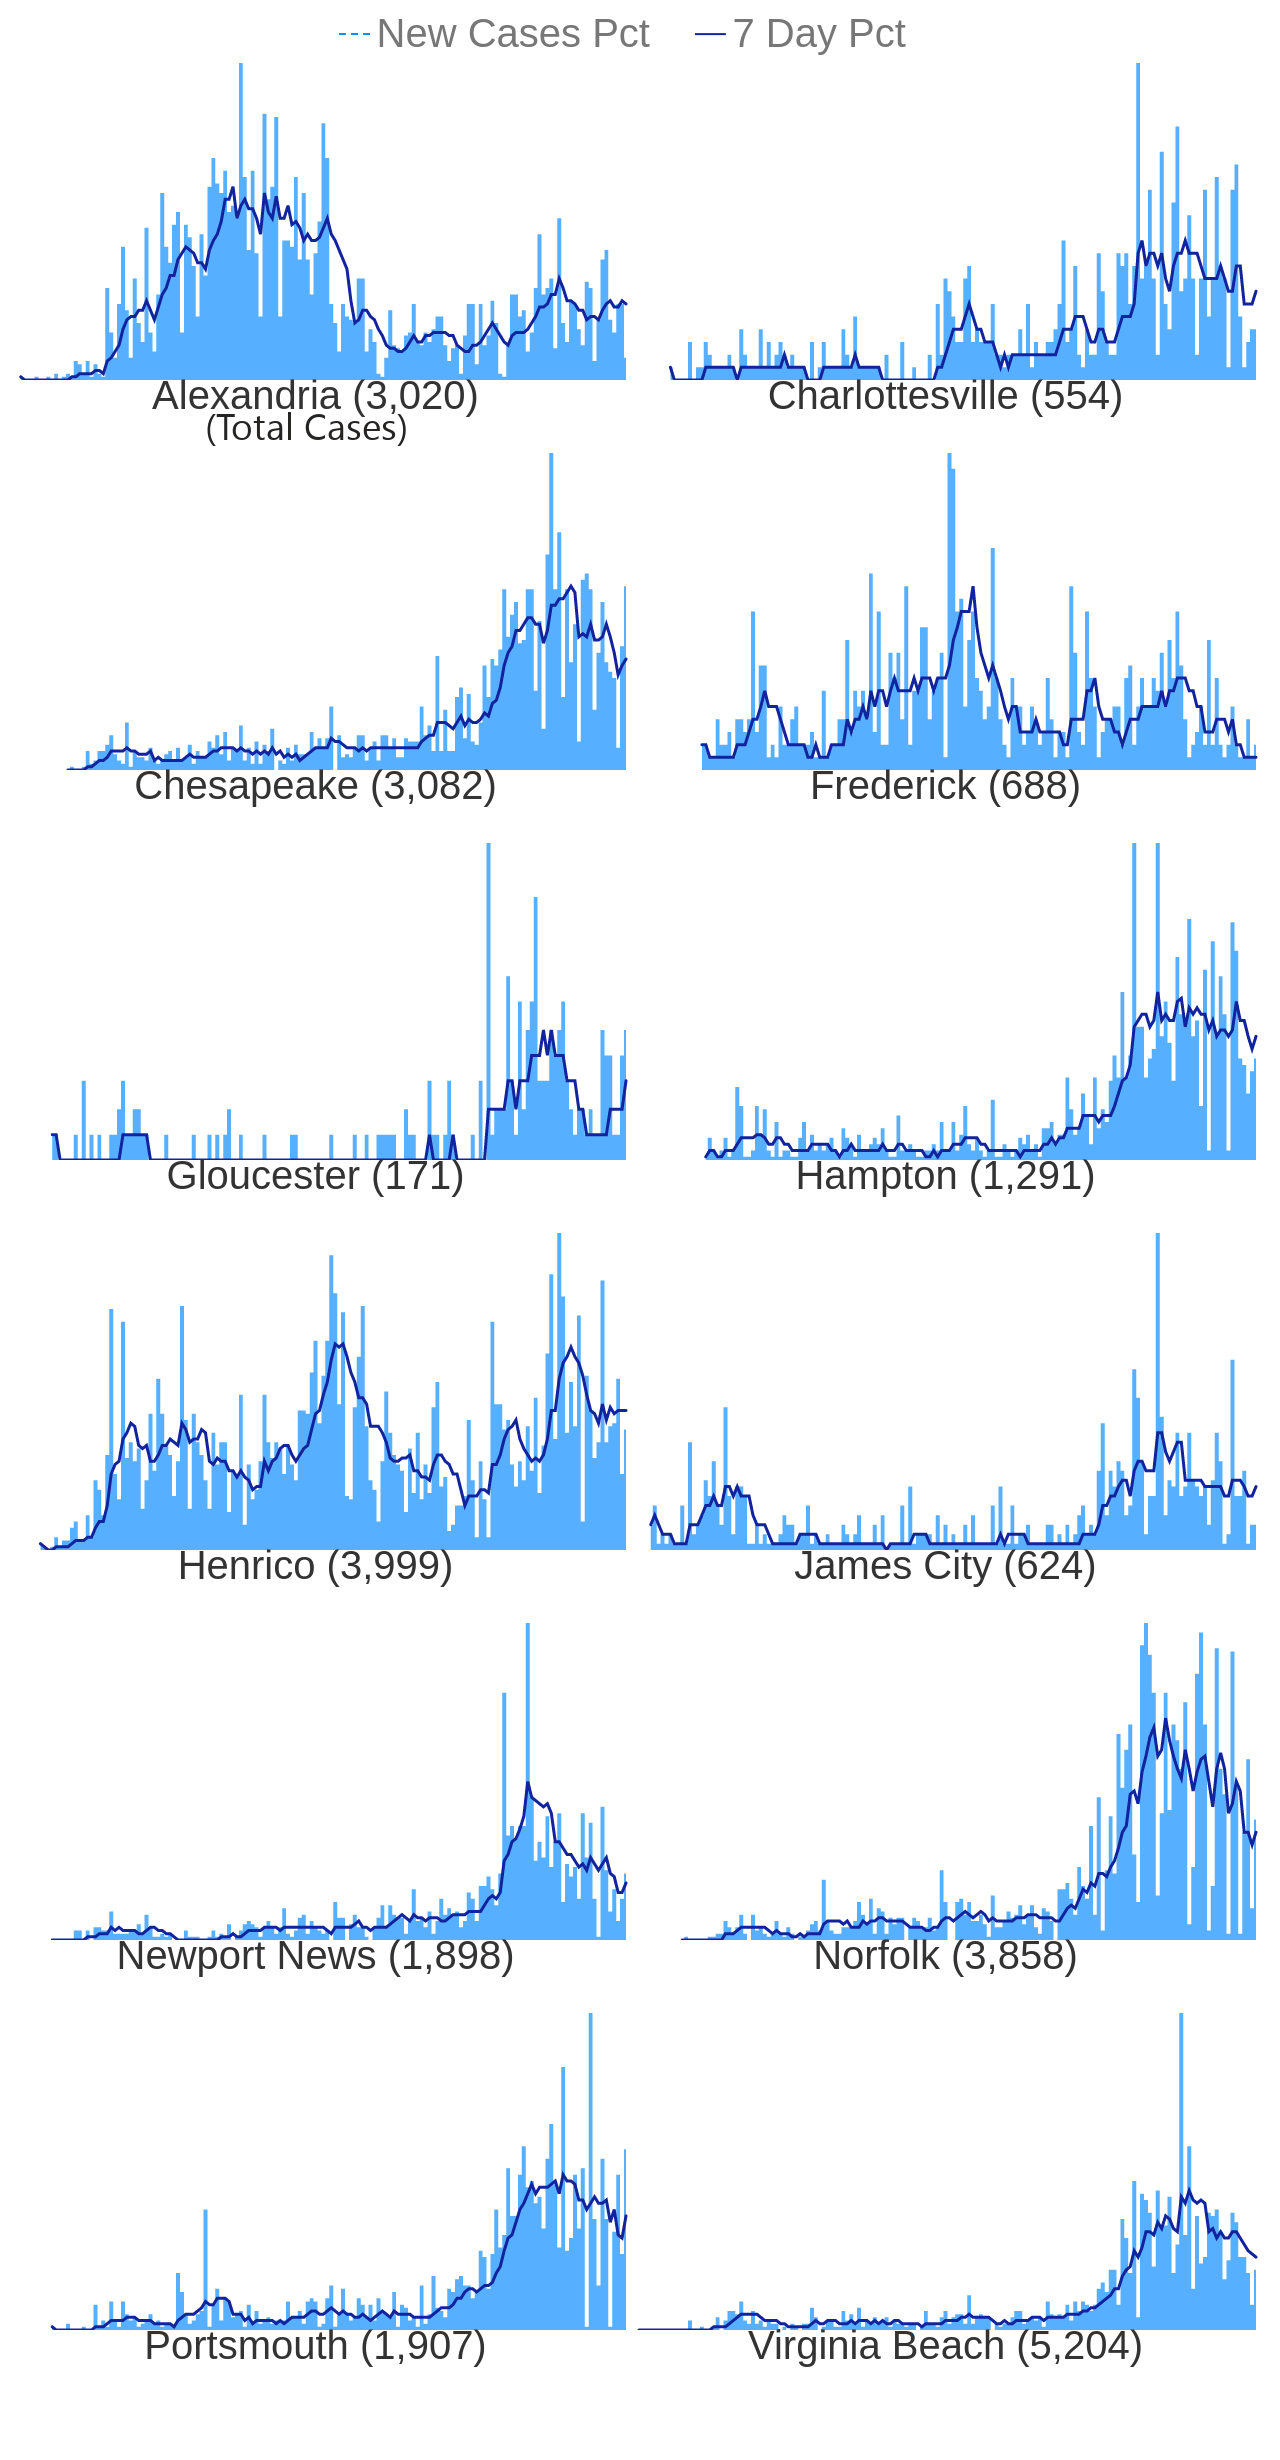 New Cases Pct 7 Day Pct
Alexandria (3,020) Charlottesville (554)
(Total Cases)
Chesapeake (3,082) Frederick (688)
Gloucester (171) Hampton (1,291)
Henrico (3,999) James City (624)
Newport News (1,898) Norfolk (3,858)
Portsmouth (1,907) Virginia Beach (5,204)